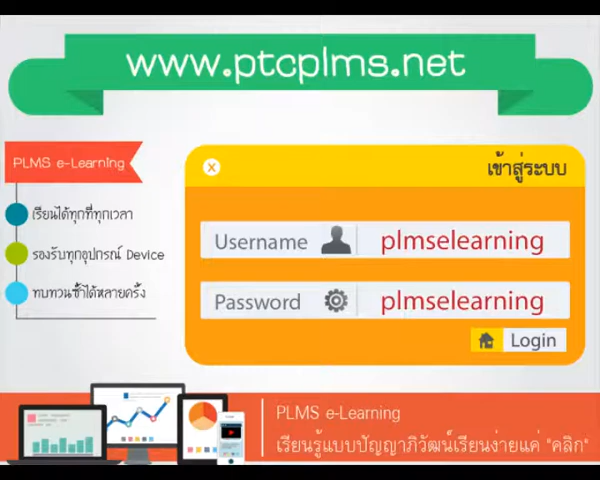 www.ptcplms.net
PLMS e-Learning
เรียนได้ทุกที่ทุกเวลา
รองรับทุกอุปกรณ์ Device
ทบทวนซ้ำได้หลายครั้ง
x
เข้าสู่ระบบ
Username plmselearning
Password plmselearning
Login
PLMS e-Learning
เรียนรู้แบบปัญญาภิวัฒน์เรียนง่ายแค่ "คลิก"